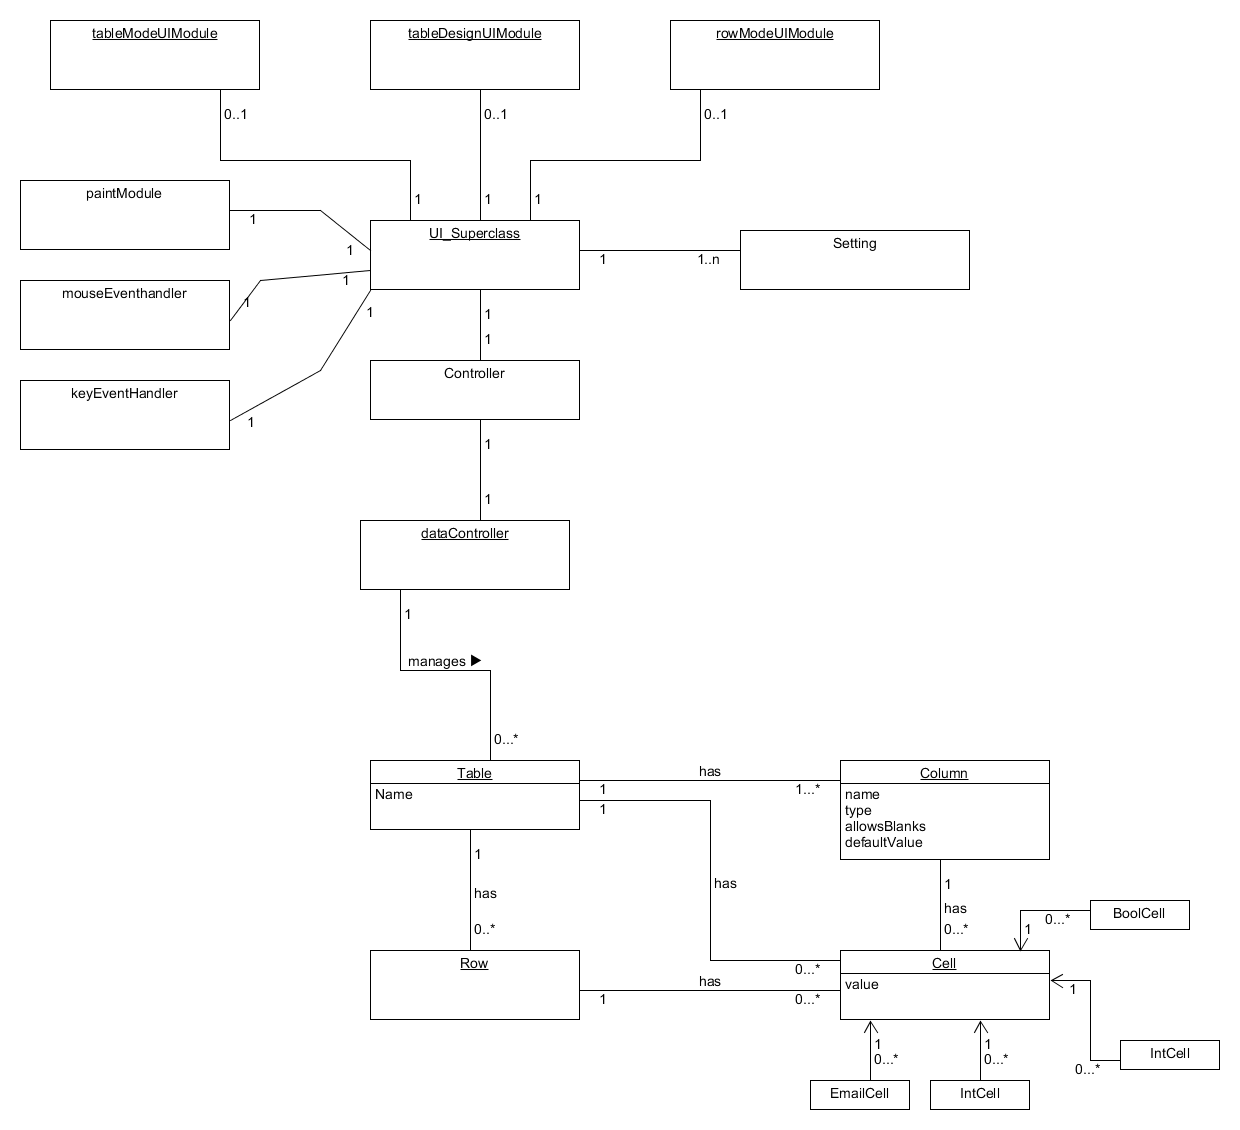 tableModeUIModule
tableDesignUIModule
rowModeUIModule
0..1
0..1
0..1
paintModule
1
1
1
1
UI_Superclass
Setting
1
1
1
1..n
mouseEventhandler
1
1
1
1
1
Controller
keyEventHandler
1
1
1
dataController
1
manages
0...*
Table
Name
has
1
1...*
1
Column
name
type
allowsBlanks
defaultValue
1
has
0..*
has
1
has
0...*
BoolCell
0...*
1
Row
0...*
has
1
0...*
Cell
value
1
IntCell
0...*
1
0...*
1
0...*
EmailCell
IntCell